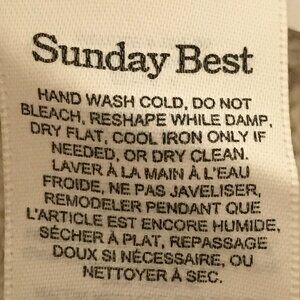 Sunday Best
HAND WASH COLD, DO NOT
BLEACH, RESHAPE WHILE DAMP,
DRY FLAT, COOL IRON ONLY IF
NEEDED, OR DRY CLEAN.
LAVER À LA MAIN À L'EAU
FROIDE, NE PAS JAVELISER,
REMODELER PENDANT QUE
L'ARTICLE EST ENCORE HUMIDE,
SÉCHER À PLAT, REPASSAGE
DOUX SI NÉCESSAIRE, OU
NETTOYER À SEC.